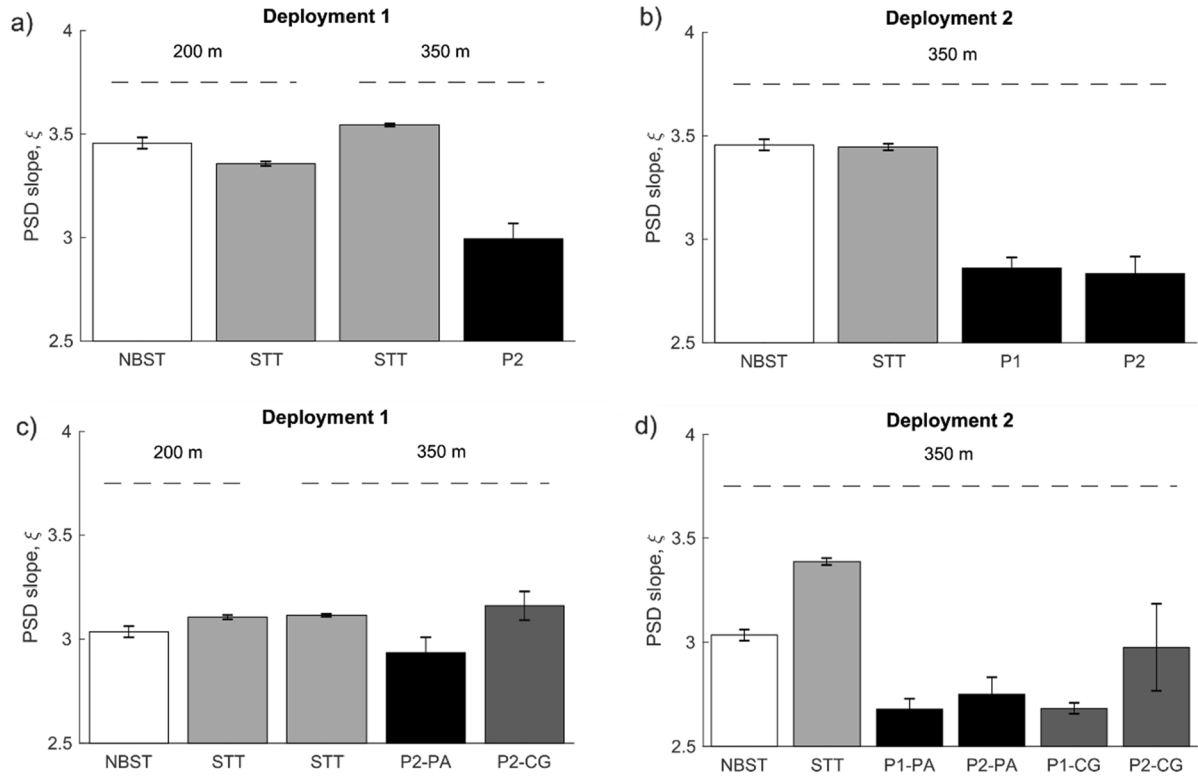 a)
Deployment 1
200 m
350 m
PSD slope, ξ
4
3.5
3
2.5
NBST
STT
STT
P2
b)
Deployment 2
350 m
PSD slope, ξ
4
3.5
3
2.5
NBST
STT
P1
P2
c)
Deployment 1
200 m
350 m
PSD slope, ξ
4
3.5
3
2.5
NBST
STT
STT
P2-PA
P2-CG
d)
Deployment 2
350 m
PSD slope, ξ
4
3.5
3
2.5
NBST
STT
P1-PA
P2-PA
P1-CG
P2-CG